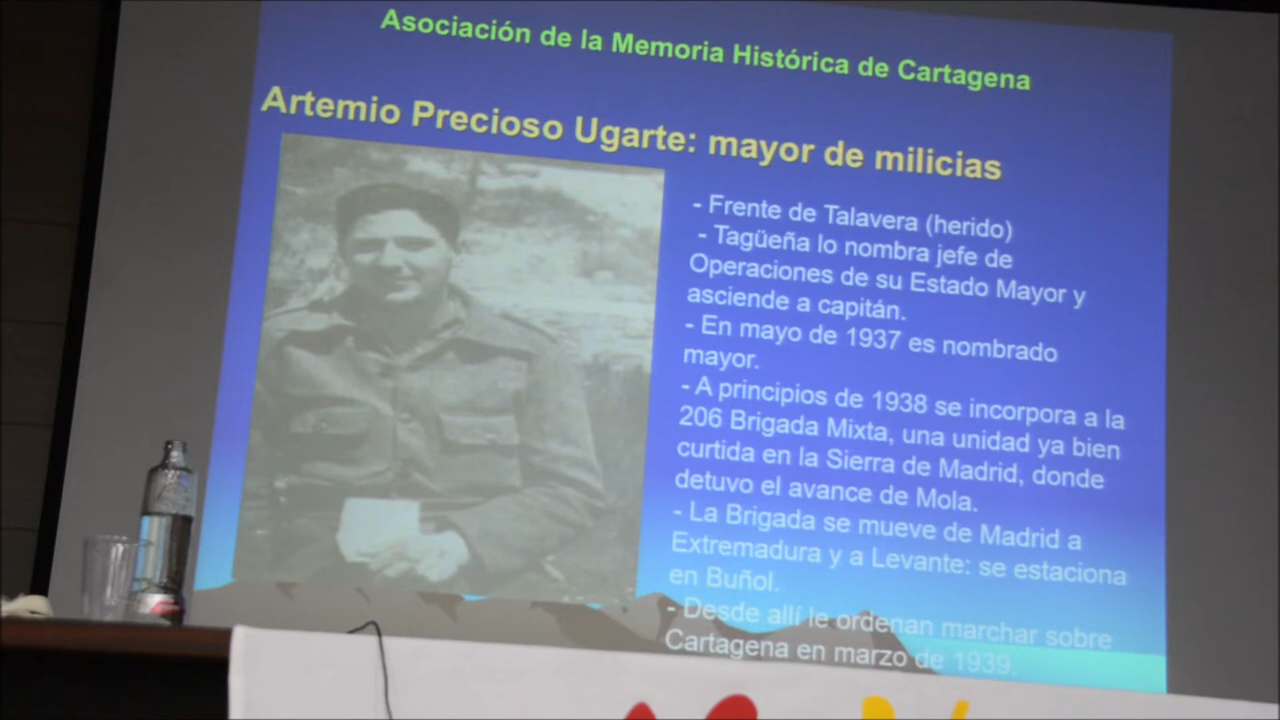 Asociación de la Memoria Histórica de Cartagena
Artemio Precioso Ugarte: mayor de milicias
- Frente de Talavera (herido)
- Tagüeña lo nombra jefe de
Operaciones de su Estado Mayor y
asciende a capitán.
- En mayo de 1937 es nombrado
mayor.
- A principios de 1938 se incorpora a la
206 Brigada Mixta, una unidad ya bien
curtida en la Sierra de Madrid, donde
detuvo el avance de Mola.
- La Brigada se mueve de Madrid a
Extremadura y a Levante: se estaciona
en Buñol.
- Desde allí le ordenan marchar sobre
Cartagena en marzo de 1939.